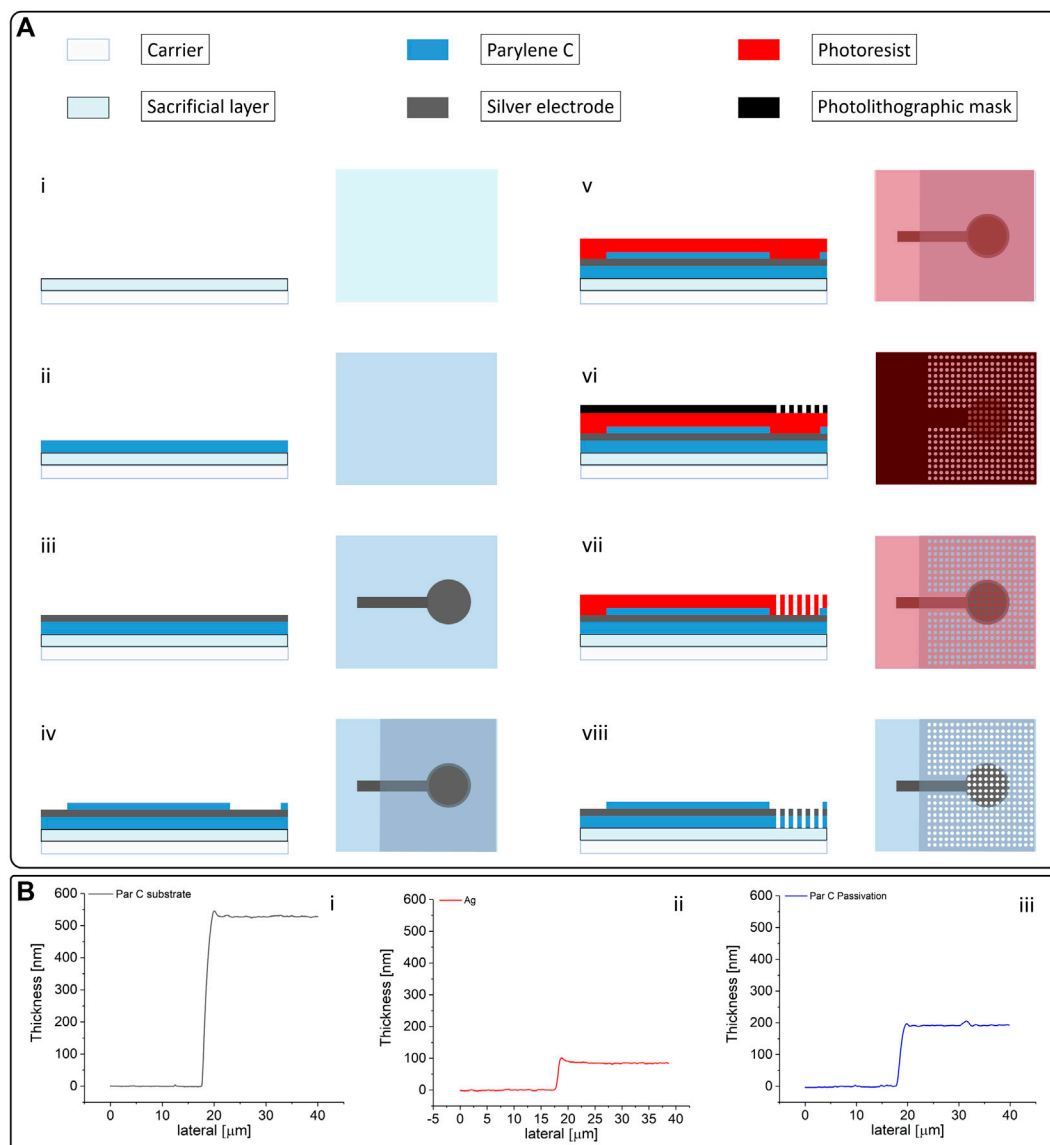 A
Carrier
Parylene C
Photoresist
Sacrificial layer
Silver electrode
Photolithographic mask
i
v
ii
vi
iii
vii
iv
viii
B
600
500
400
300
200
100
0
Thickness [nm]
Par C substrate
i
0
10
20
30
40
lateral [μm]
600
500
400
300
200
100
0
Thickness [nm]
Ag
ii
-5
0
5
10
15
20
25
30
35
40
lateral [μm]
600
500
400
300
200
100
0
Thickness [nm]
Par C Passivation
iii
0
10
20
30
40
lateral [μm]